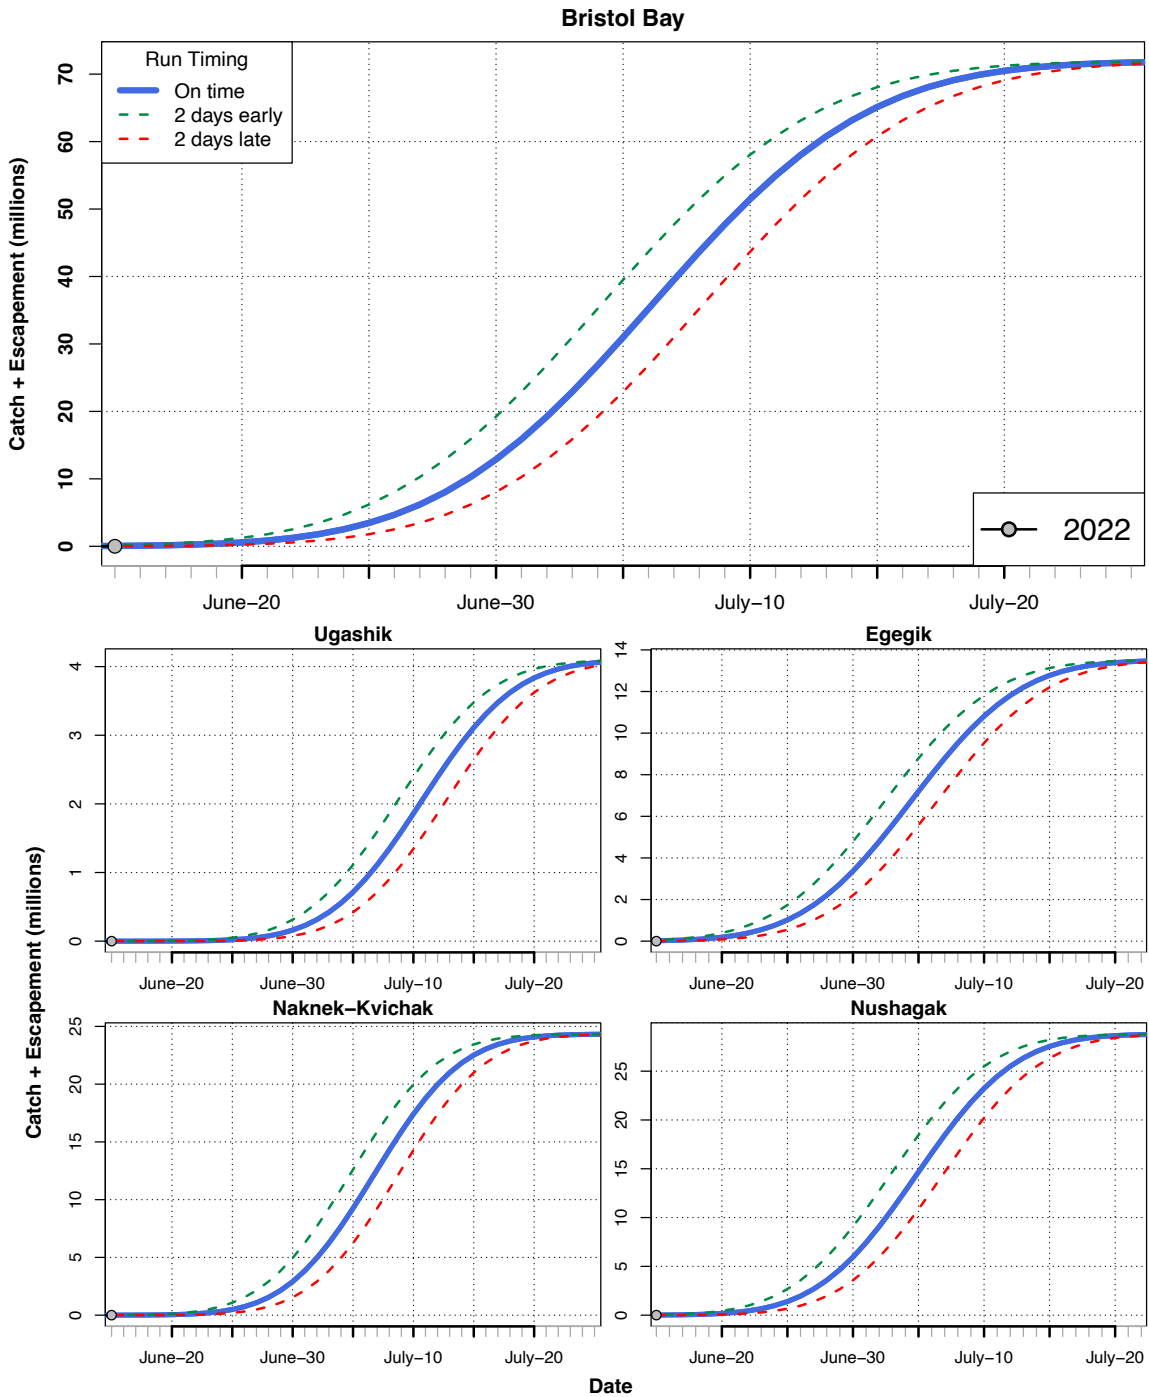 Bristol Bay
Run Timing
On time
2 days early
2 days late
Catch + Escapement (millions)
70
60
50
40
30
20
10
0
2022
June−20
June−30
July−10
July−20
Ugashik
4
3
2
1
0
June−20
June−30
July−10
July−20
Egegik
14
12
10
8
6
4
2
0
June−20
June−30
July−10
July−20
Catch + Escapement (millions)
Naknek−Kvichak
25
20
15
10
5
0
June−20
June−30
July−10
July−20
Nushagak
25
20
15
10
5
0
June−20
June−30
July−10
July−20
Date